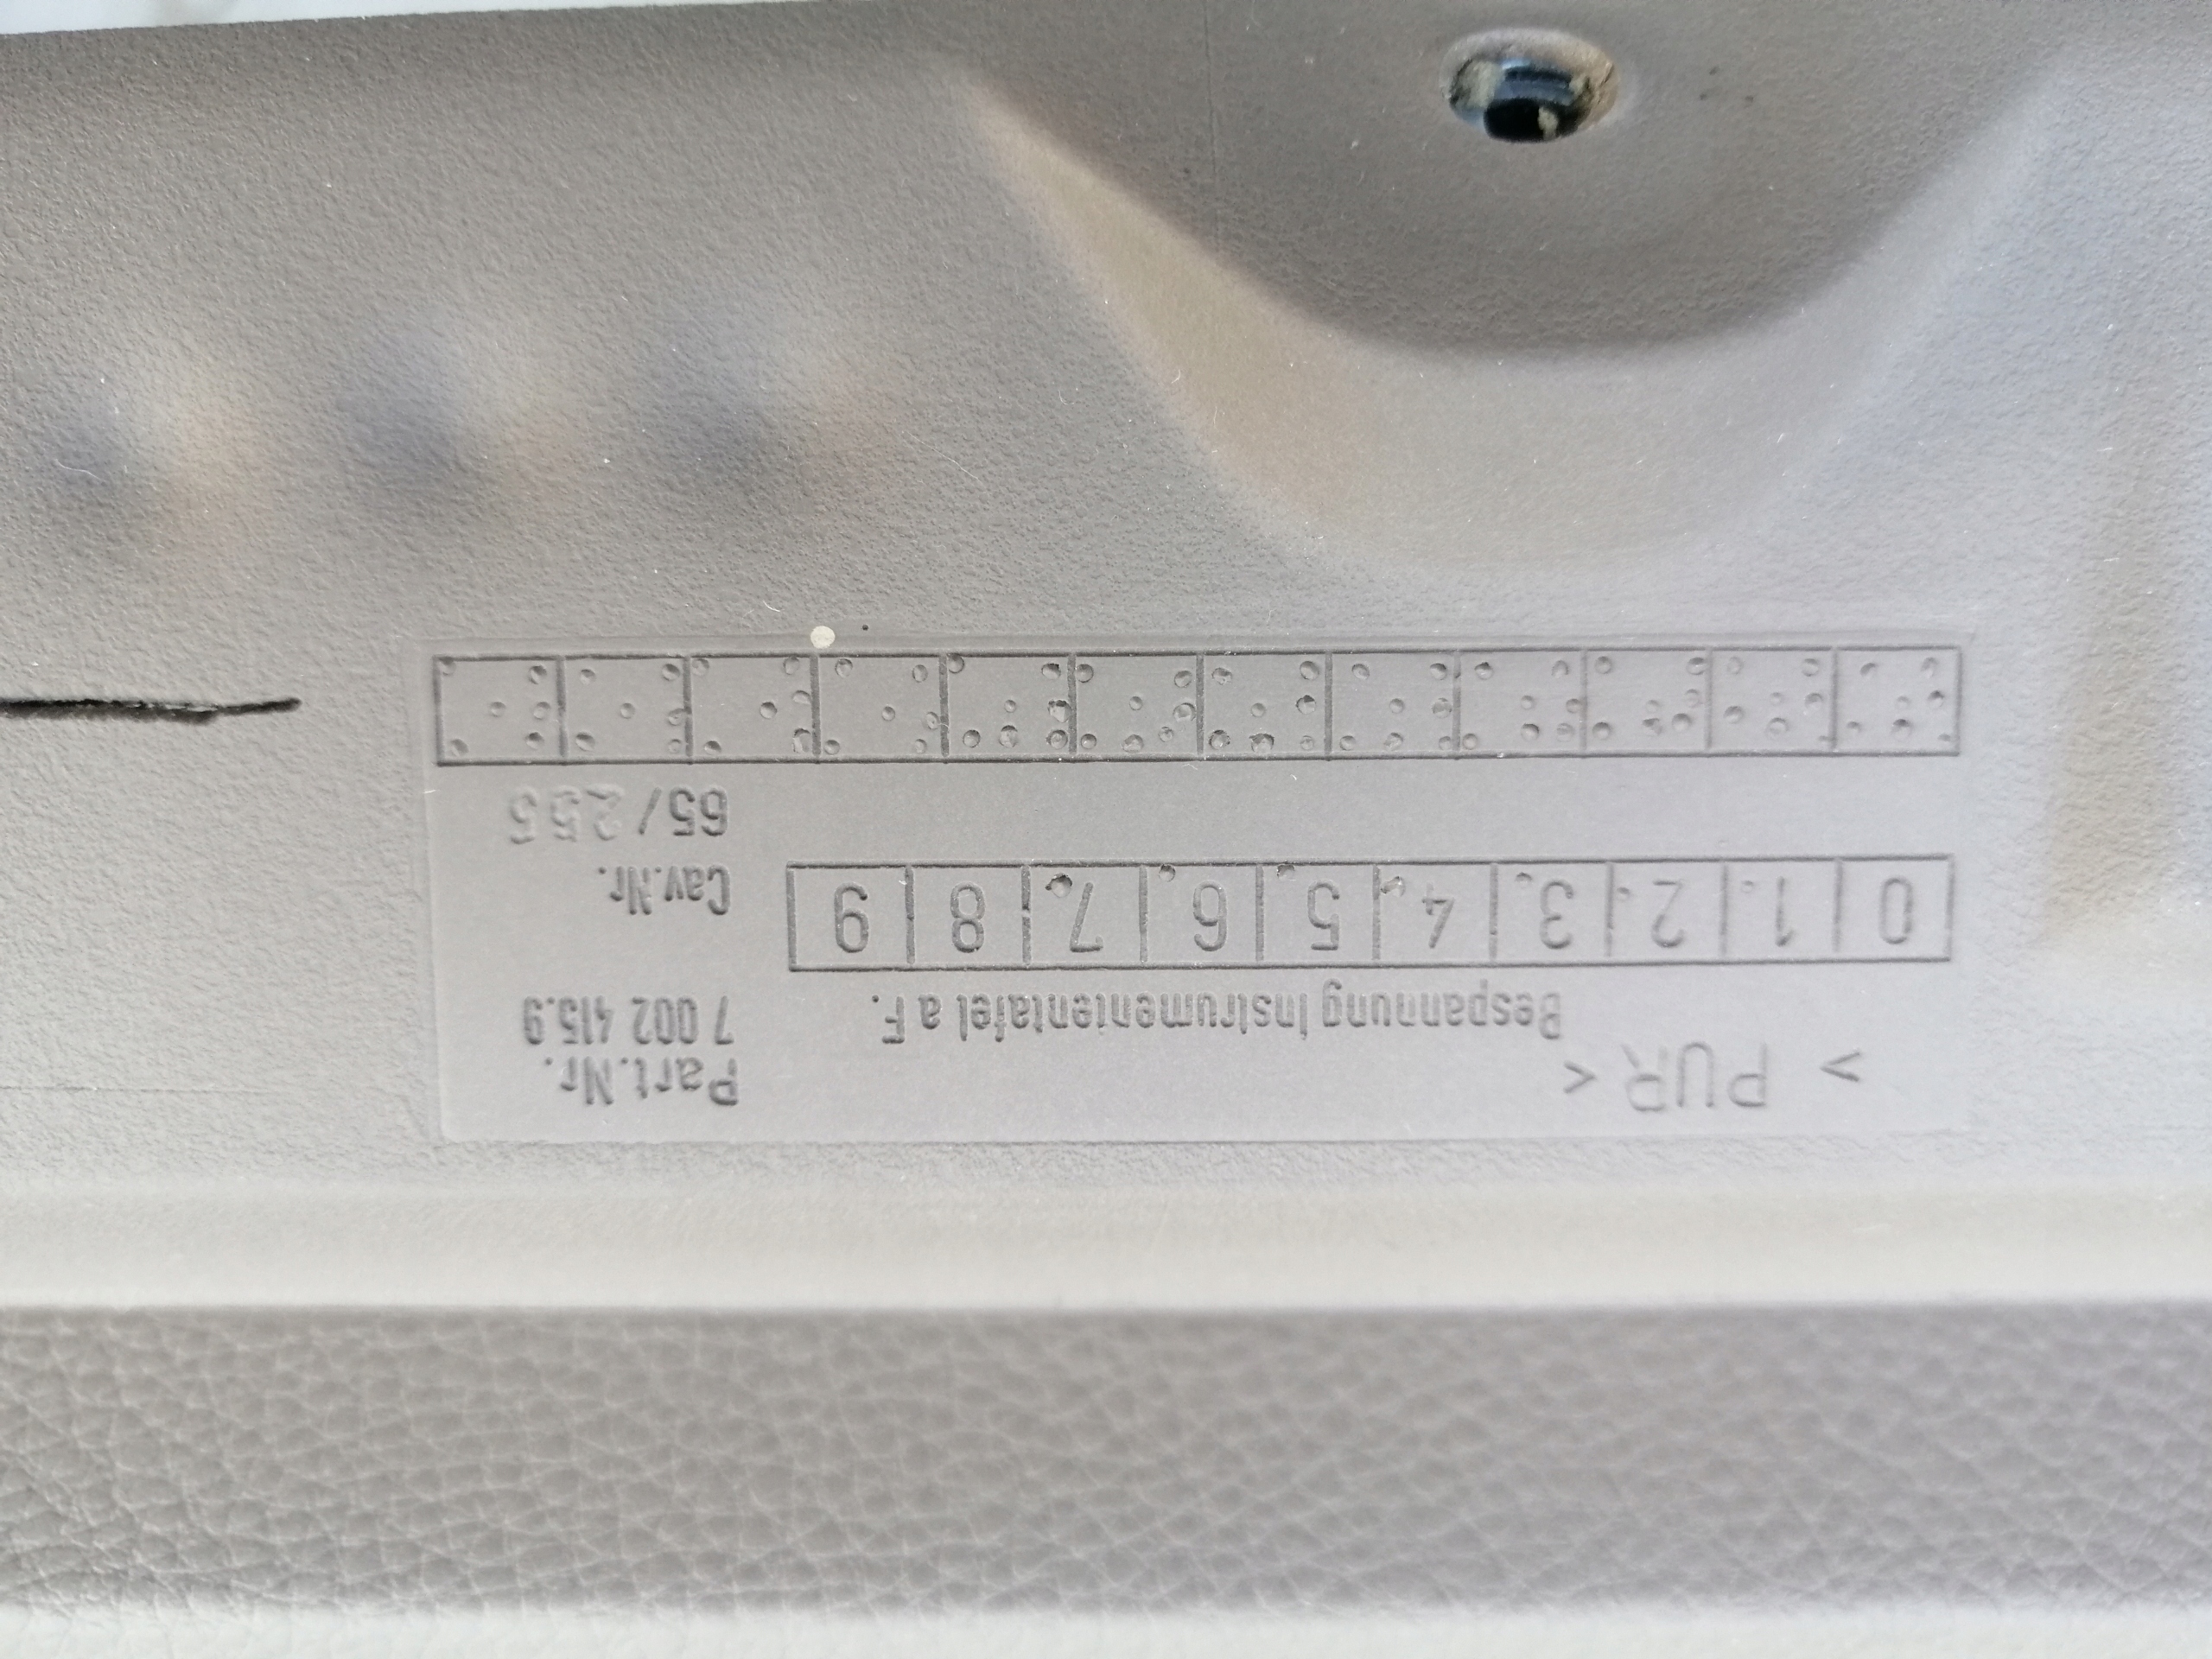 > PUR <
Bespannung Instrumententafel a F.
0 1 2 3 4 5 6 7 8 9
Part.Nr.
7 002 415.9
Cav.Nr.
65/255